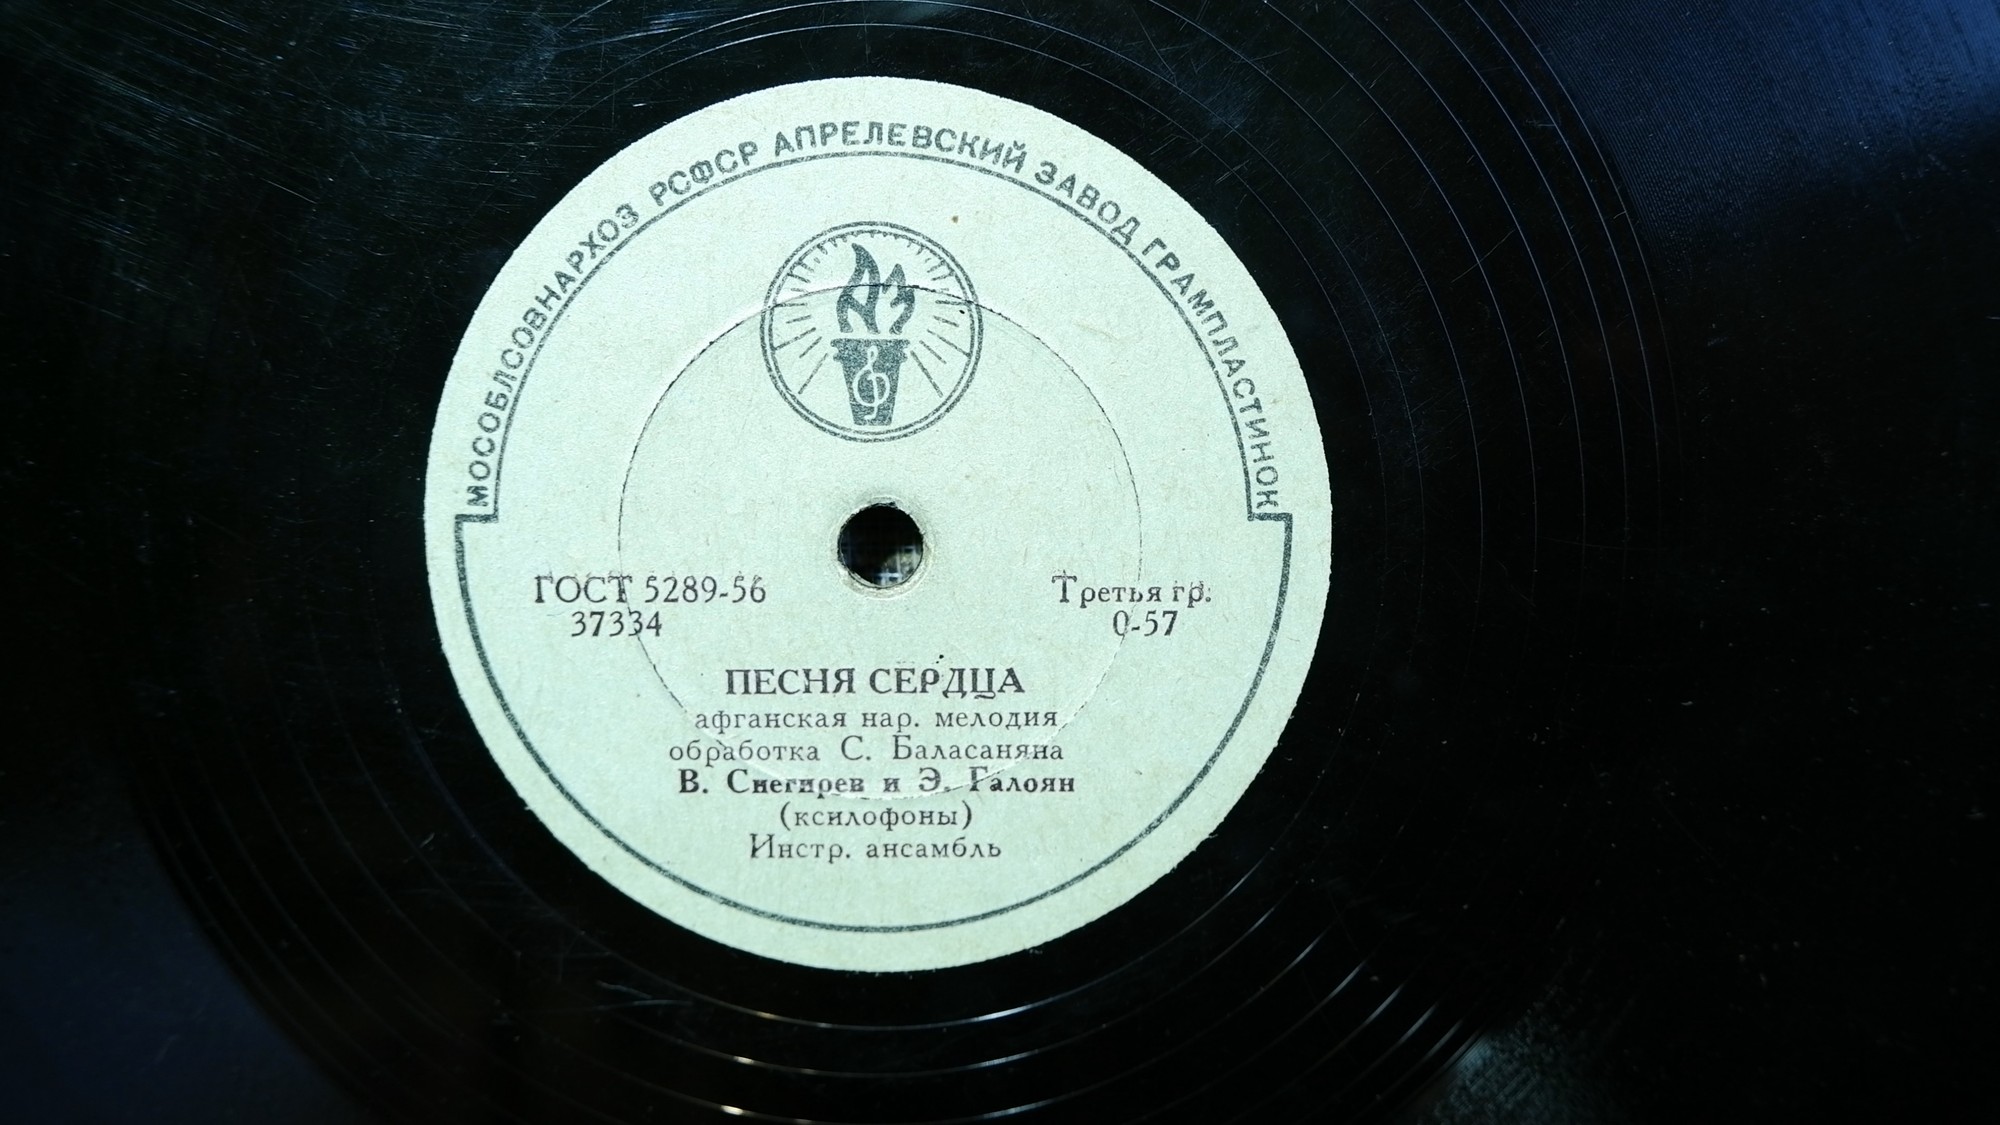 МОСОБЛСОВНАРХОЗ РСФСР АПРЕЛЕВСКИЙ ЗАВОД ГРАМПЛАСТИНОК
ГОСТ 5289-56
37334
Третья гр.
0-57
ПЕСНЯ СЕРДЦА
афганская нар. мелодия
обработка С. Баласаняна
В. Снегирев и Э. Галоян
(ксилофоны)
Инстр. ансамбль